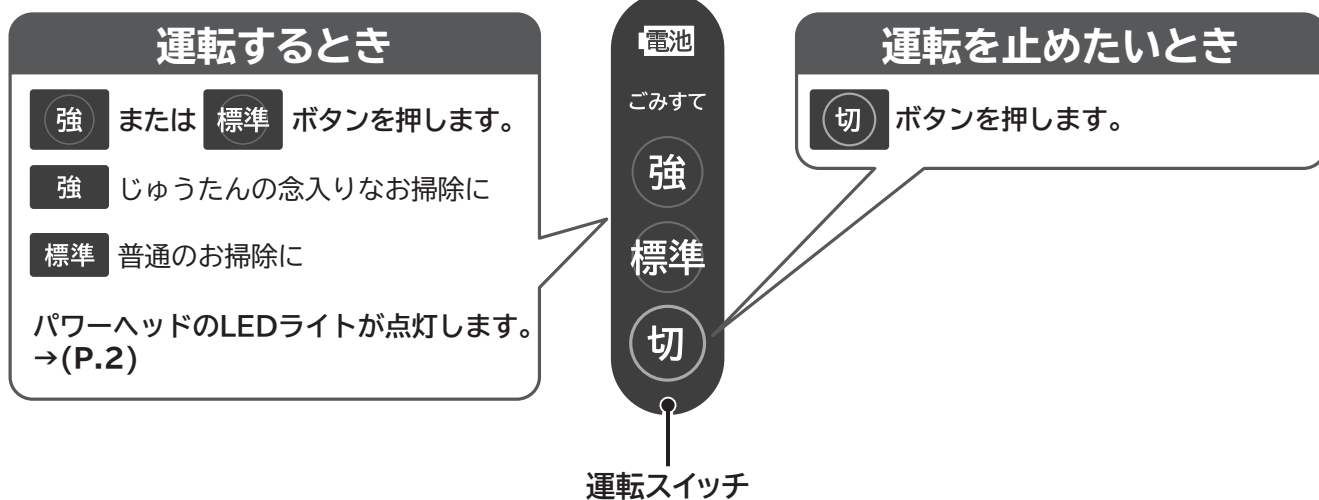 運転するとき
強 または 標準 ボタンを押します。
強 じゅうたんの念入りなお掃除に
標準 普通のお掃除に
パワーヘッドのLEDライトが点灯します。
→(P.2)
電池
ごみすて
強
標準
切
運転スイッチ
運転を止めたいとき
切 ボタンを押します。